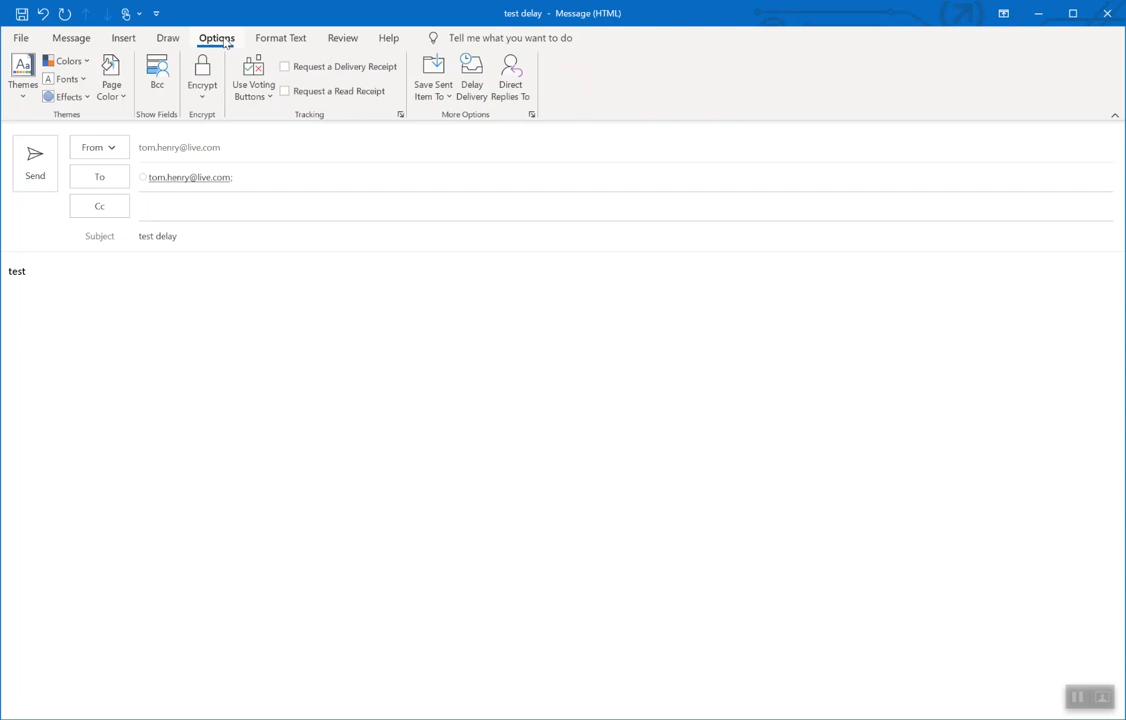 test delay - Message (HTML)
File Message Insert Draw Options Format Text Review Help Tell me what you want to do
Aa Colors Use Voting Buttons Request a Delivery Receipt
Themes Fonts Page Color Bcc Encrypt Request a Read Receipt Save Sent Item To Delay Delivery Direct Replies To
A Effects
Themes Show Fields Encrypt Tracking More Options
From tom.henry@live.com
Send To tom.henry@live.com;
Cc
Subject test delay
test